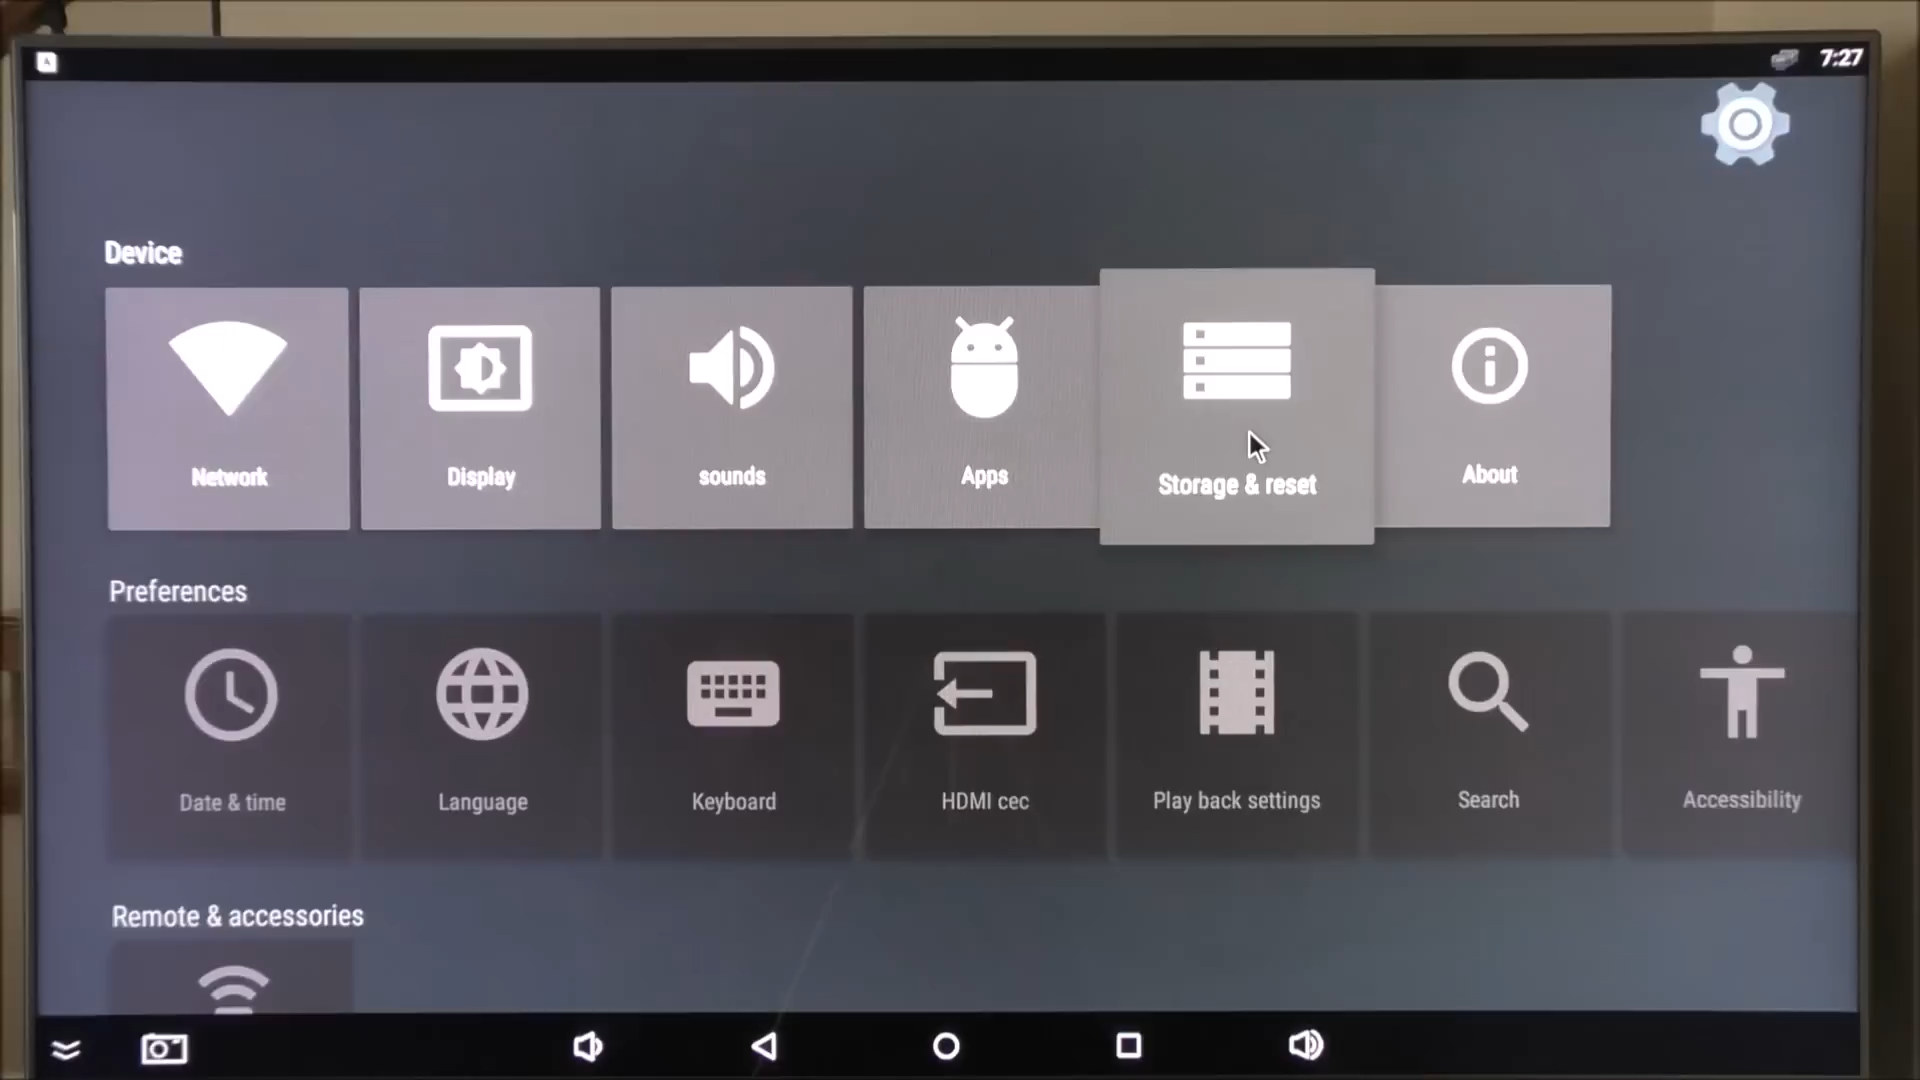 7:27
Device
Network
Display
sounds
Apps
Storage & reset
About
Preferences
Date & time
Language
Keyboard
HDMI cec
Play back settings
Search
Accessibility
Remote & accessories